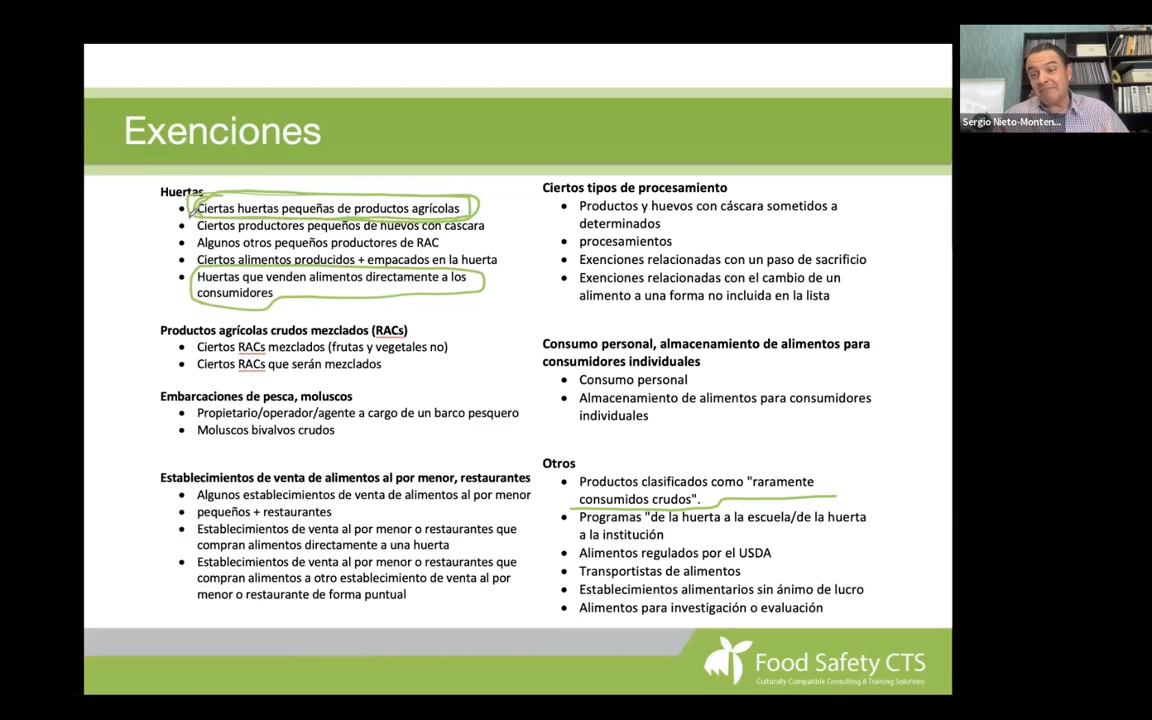 Exenciones
Huertas
• Ciertas huertas pequeñas de productos agrícolas
• Ciertos productores pequeños de huevos con cáscara
• Algunos otros pequeños productores de RAC
• Ciertos alimentos producidos + empacados en la huerta
• Huertas que venden alimentos directamente a los
consumidores
Productos agrícolas crudos mezclados (RACs)
• Ciertos RACs mezclados (frutas y vegetales no)
• Ciertos RACs que serán mezclados
Embarcaciones de pesca, moluscos
• Propietario/operador/agente a cargo de un barco pesquero
• Moluscos bivalvos crudos
Establecimientos de venta de alimentos al por menor, restaurantes
• Algunos establecimientos de venta de alimentos al por menor
• pequeños + restaurantes
• Establecimientos de venta al por menor o restaurantes que
compran alimentos directamente a una huerta
• Establecimientos de venta al por menor o restaurantes que
compran alimentos a otro establecimiento de venta al por
menor o restaurante de forma puntual
Ciertos tipos de procesamiento
• Productos y huevos con cáscara sometidos a
determinados
• procesamientos
• Exenciones relacionadas con un paso de sacrificio
• Exenciones relacionadas con el cambio de un
alimento a una forma no incluida en la lista
Consumo personal, almacenamiento de alimentos para
consumidores individuales
• Consumo personal
• Almacenamiento de alimentos para consumidores
individuales
Otros
• Productos clasificados como "raramente
consumidos crudos".
• Programas "de la huerta a la escuela/de la huerta
a la institución
• Alimentos regulados por el USDA
• Transportistas de alimentos
• Establecimientos alimentarios sin ánimo de lucro
• Alimentos para investigación o evaluación
Food Safety CTS
Culturally Compatible Consulting & Training Solutions
Sergio Nieto-Monten...